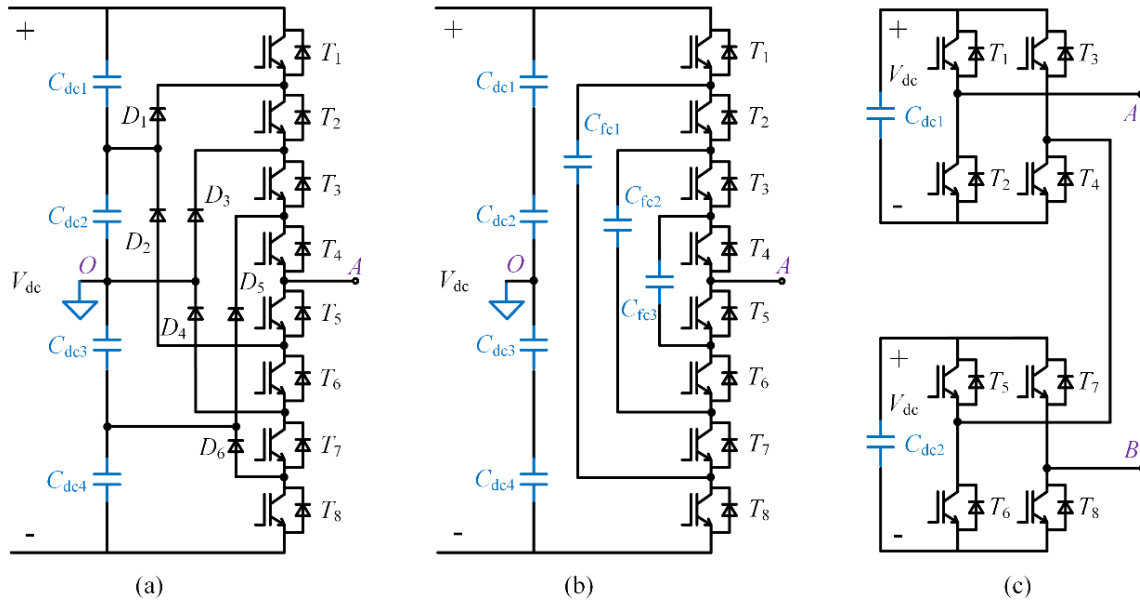 +
T1
Cdc1
D1
T2
D3
T3
Cdc2
D2
T4
O
A
Vdc
D5
D4
T5
Cdc3
T6
D6
T7
Cdc4
T8
-
(a)
+
T1
Cdc1
Cfc1
T2
T3
Cfc2
Cdc2
T4
O
A
Vdc
Cfc3
T5
Cdc3
T6
T7
Cdc4
T8
-
(b)
+
T1
T3
Vdc
Cdc1
A
T2
T4
-
+
T5
T7
Vdc
Cdc2
B
T6
T8
-
(c)